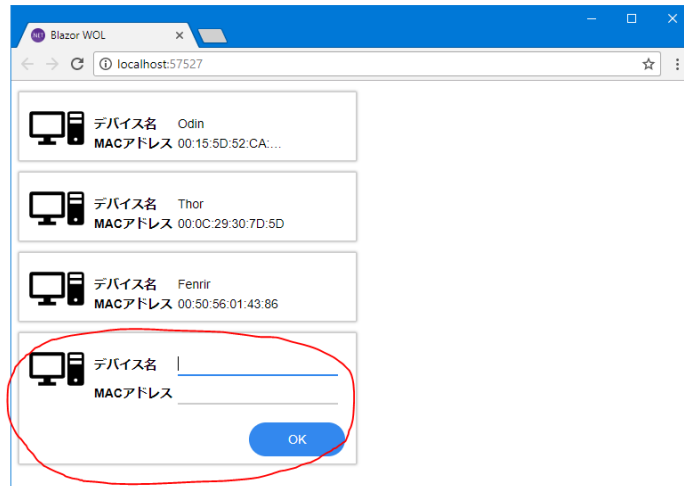 Blazor WOL
localhost:57527
デバイス名 Odin
MACアドレス 00:15:5D:52:CA:...
デバイス名 Thor
MACアドレス 00:0C:29:30:7D:5D
デバイス名 Fenrir
MACアドレス 00:50:56:01:43:86
デバイス名
MACアドレス
OK